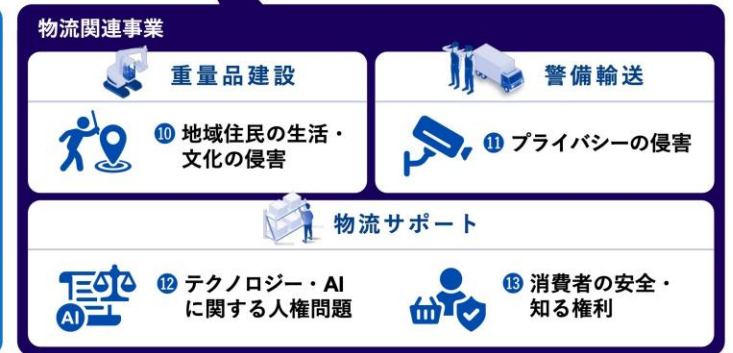 物流関連事業
重量品建設
⑩ 地域住民の生活・
文化の侵害
警備輸送
⑪ プライバシーの侵害
物流サポート
AI
⑫ テクノロジー・AI
に関する人権問題
⑬ 消費者の安全・
知る権利